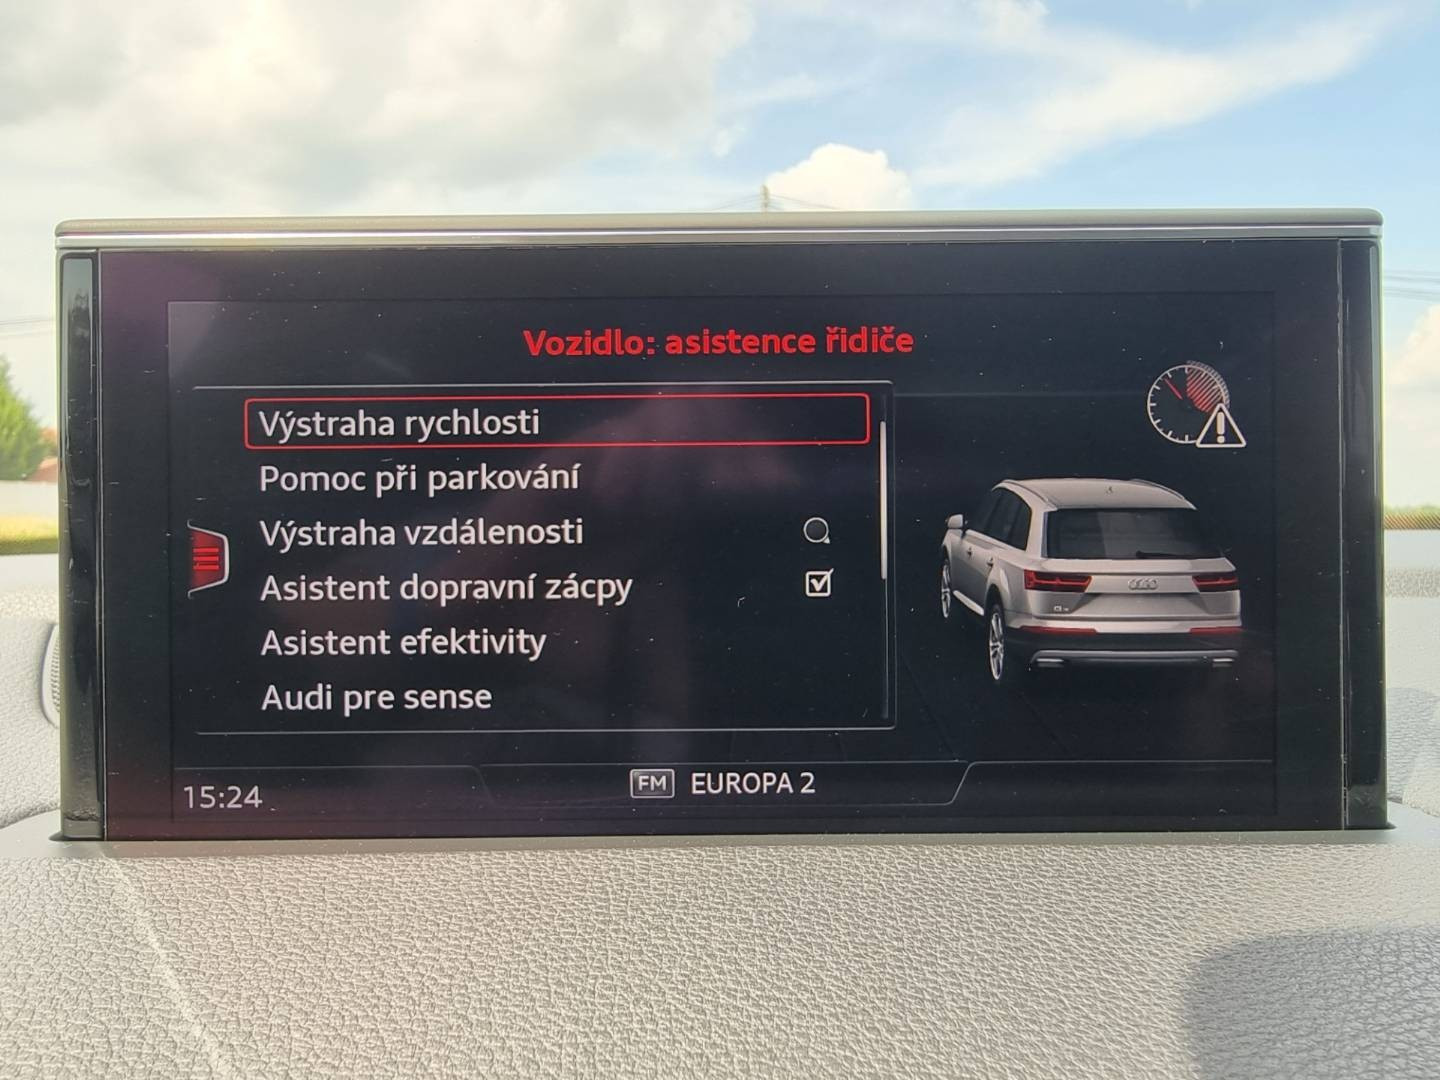 Vozidlo: asistence řidiče
Výstraha rychlosti
Pomoc při parkování
Výstraha vzdálenosti
Asistent dopravní zácpy
Asistent efektivity
Audi pre sense
15:24
FM EUROPA 2